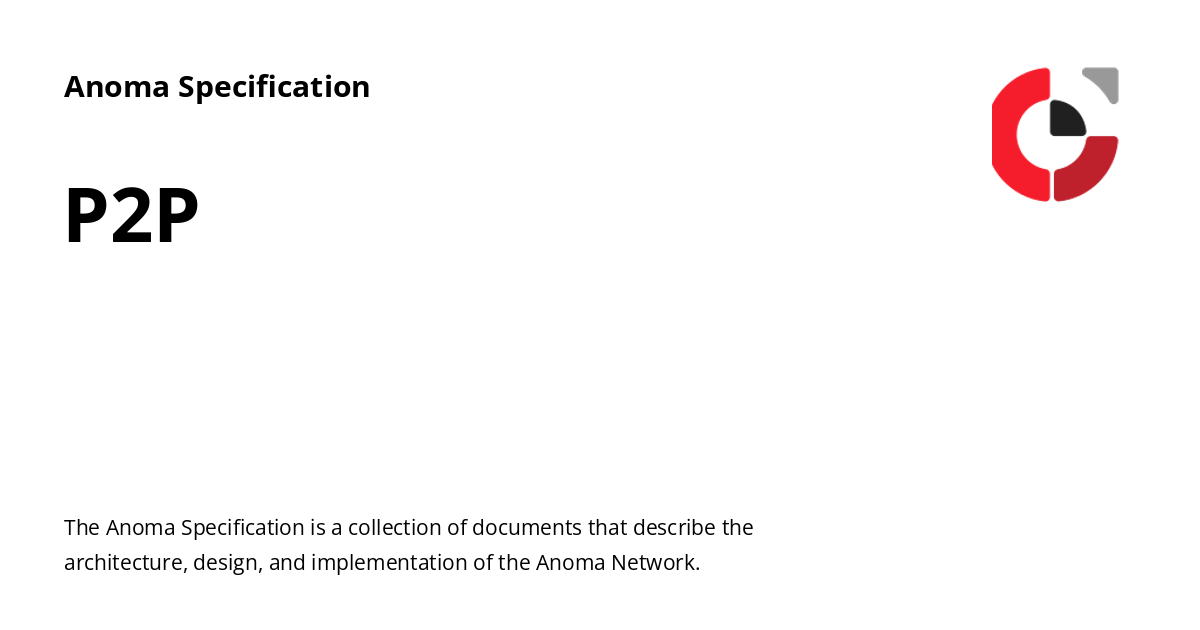 Anoma Specification
P2P
The Anoma Specification is a collection of documents that describe the
architecture, design, and implementation of the Anoma Network.